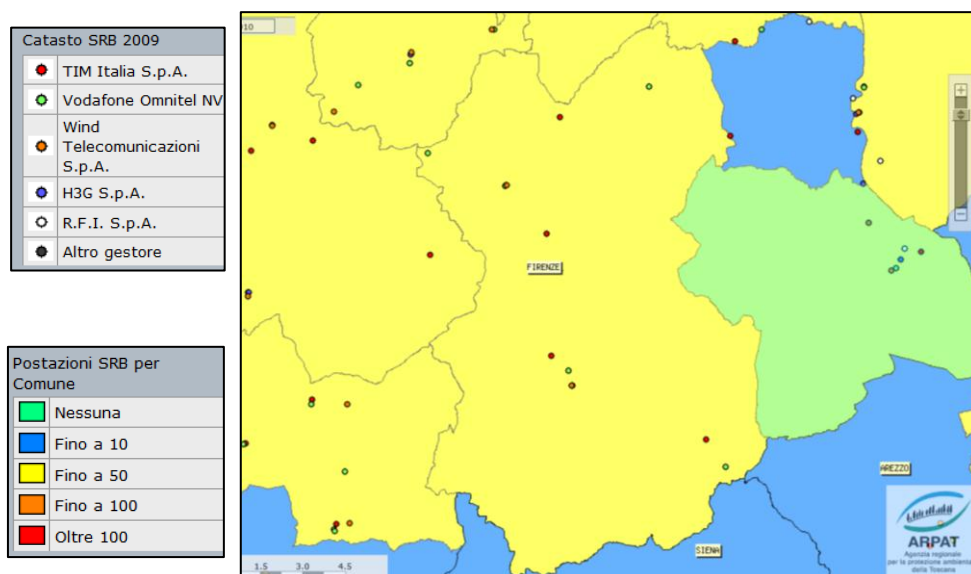 Catasto SRB 2009
TIM Italia S.p.A.
Vodafone Omnitel NV
Wind
Telecomunicazioni
S.p.A.
H3G S.p.A.
R.F.I. S.p.A.
Altro gestore
Postazioni SRB per
Comune
Nessuna
Fino a 10
Fino a 50
Fino a 100
Oltre 100
010
FIRENZE
AREZZO
SIENA
1.5 3.0 4.5
ARPAT
Agenzia regionale
per la protezione ambientale
della Toscana